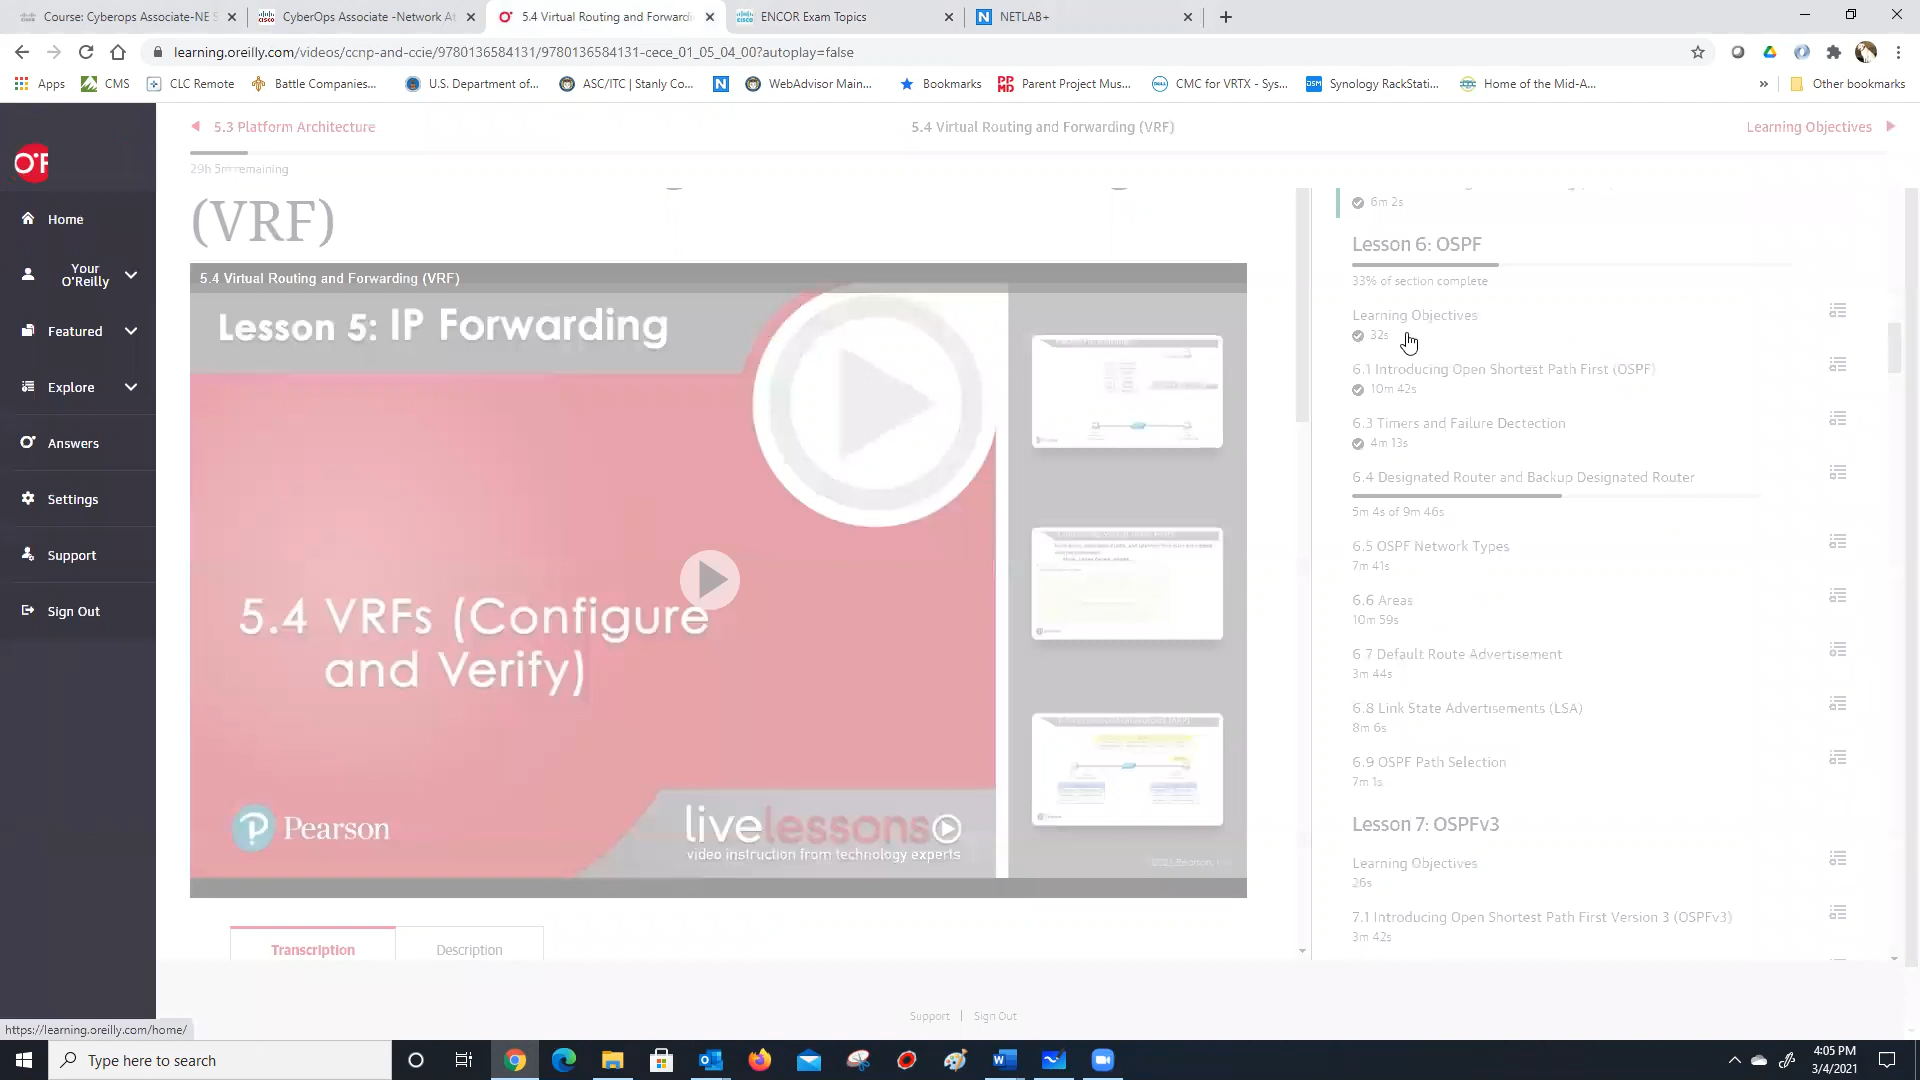 Course: Cyberops Associate-NE S
CyberOps Associate -Network At
5.4 Virtual Routing and Forwardi
ENCOR Exam Topics
NETLAB+
learning.oreilly.com/videos/ccnp-and-ccie/9780136584131/9780136584131-cece_01_05_04_00?autoplay=false
Apps
CMS
CLC Remote
Battle Companies...
U.S. Department of...
ASC/ITC | Stanly Co...
WebAdvisor Main...
Bookmarks
Parent Project Mus...
CMC for VRTX - Sys...
Synology RackStati...
Home of the Mid-A...
Other bookmarks
5.3 Platform Architecture
5.4 Virtual Routing and Forwarding (VRF)
Learning Objectives
29h 5m remaining
Home
Your
O'Reilly
Featured
Explore
Answers
Settings
Support
Sign Out
(VRF)
5.4 Virtual Routing and Forwarding (VRF)
Lesson 5: IP Forwarding
5.4 VRFs (Configure
and Verify)
Pearson
livelessons
video instruction from technology experts
Transcription
Description
6m 2s
Lesson 6: OSPF
33% of section complete
Learning Objectives
32s
6.1 Introducing Open Shortest Path First (OSPF)
10m 42s
6.3 Timers and Failure Dectection
4m 13s
6.4 Designated Router and Backup Designated Router
5m 4s of 9m 46s
6.5 OSPF Network Types
7m 41s
6.6 Areas
10m 59s
6.7 Default Route Advertisement
3m 44s
6.8 Link State Advertisements (LSA)
8m 6s
6.9 OSPF Path Selection
7m 1s
Lesson 7: OSPFv3
Learning Objectives
26s
7.1 Introducing Open Shortest Path First Version 3 (OSPFv3)
3m 42s
Support | Sign Out
https://learning.oreilly.com/home/
Type here to search
4:05 PM
3/4/2021